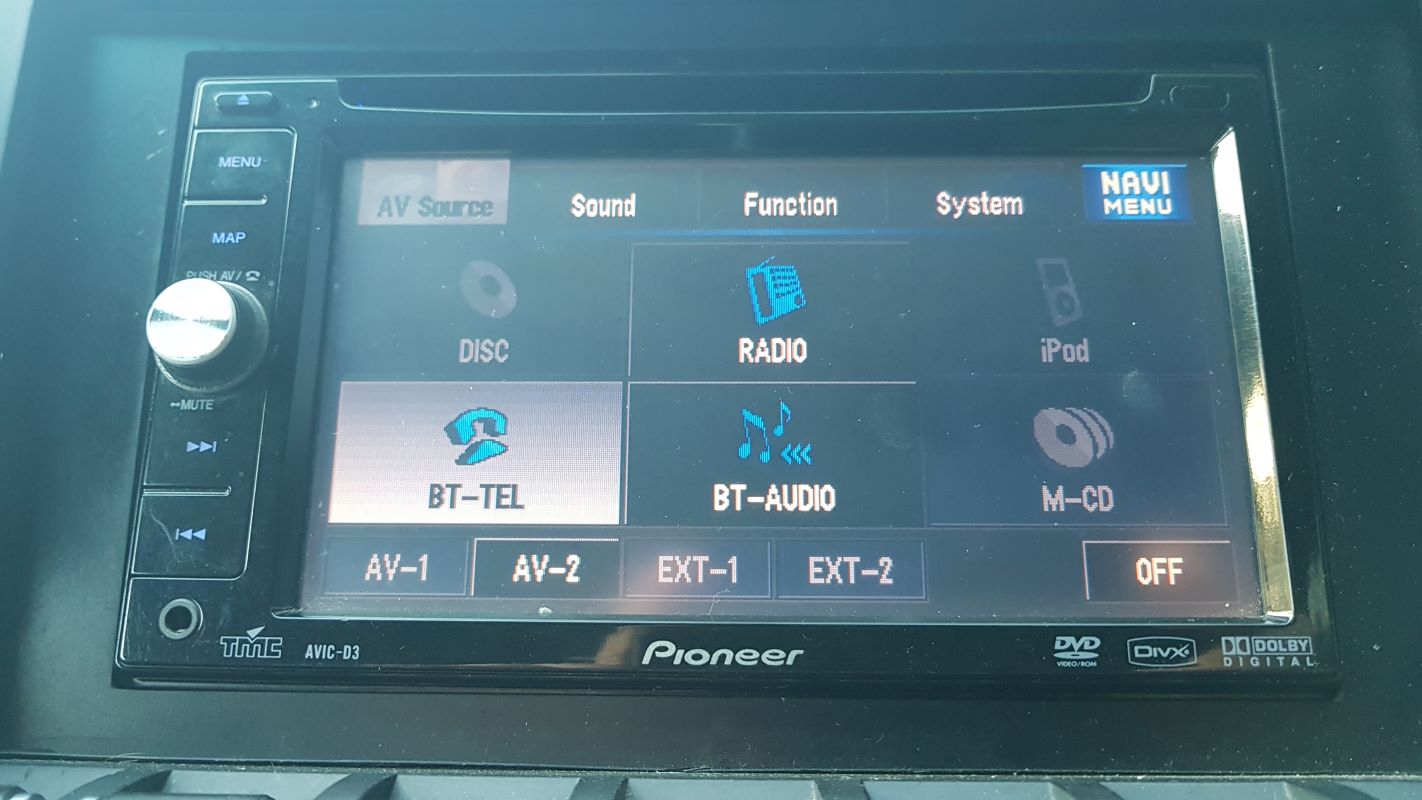 MENU
MAP
PUSH AV/
MUTE
AV Source Sound Function System NAVI MENU
DISC RADIO iPod
BT-TEL BT-AUDIO M-CD
AV-1 AV-2 EXT-1 EXT-2 OFF
TMC AVIC-D3 Pioneer DVD VIDEO/ROM DIVX DOLBY DIGITAL